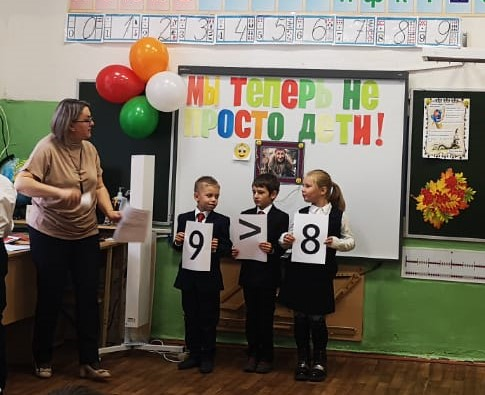 0 1 2 3 4 5 6 7 8 9
Мы теперь не
просто дети!
9 > 8